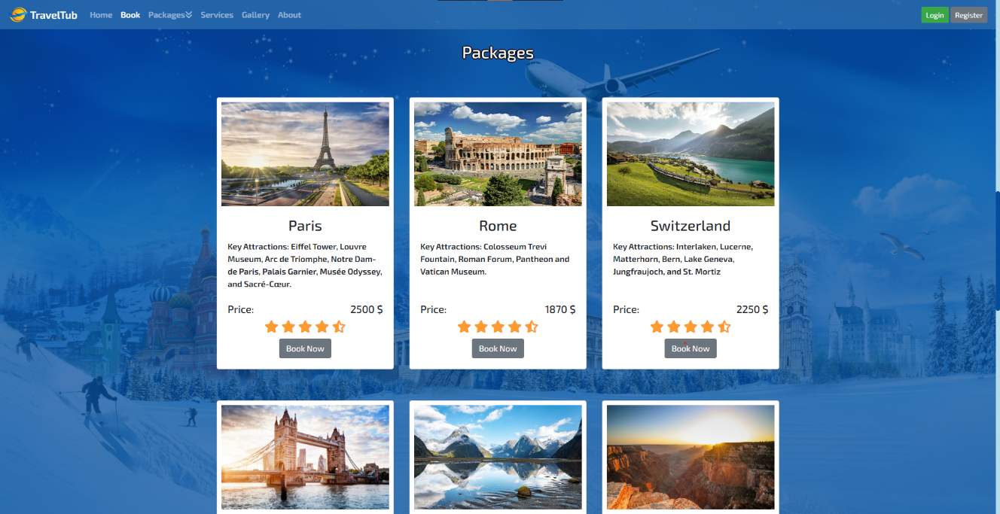 TravelTub Home Book Packages Services Gallery About Login Register
Packages
Paris
Key Attractions: Eiffel Tower, Louvre
Museum, Arc de Triomphe, Notre Dam-
de Paris, Palais Garnier, Musée Odyssey,
and Sacré-Cœur.
Price: 2500 $
Book Now
Rome
Key Attractions: Colosseum Trevi
Fountain, Roman Forum, Pantheon and
Vatican Museum.
Price: 1870 $
Book Now
Switzerland
Key Attractions: Interlaken, Lucerne,
Matterhorn, Bern, Lake Geneva,
Jungfraujoch, and St. Mortiz
Price: 2250 $
Book Now